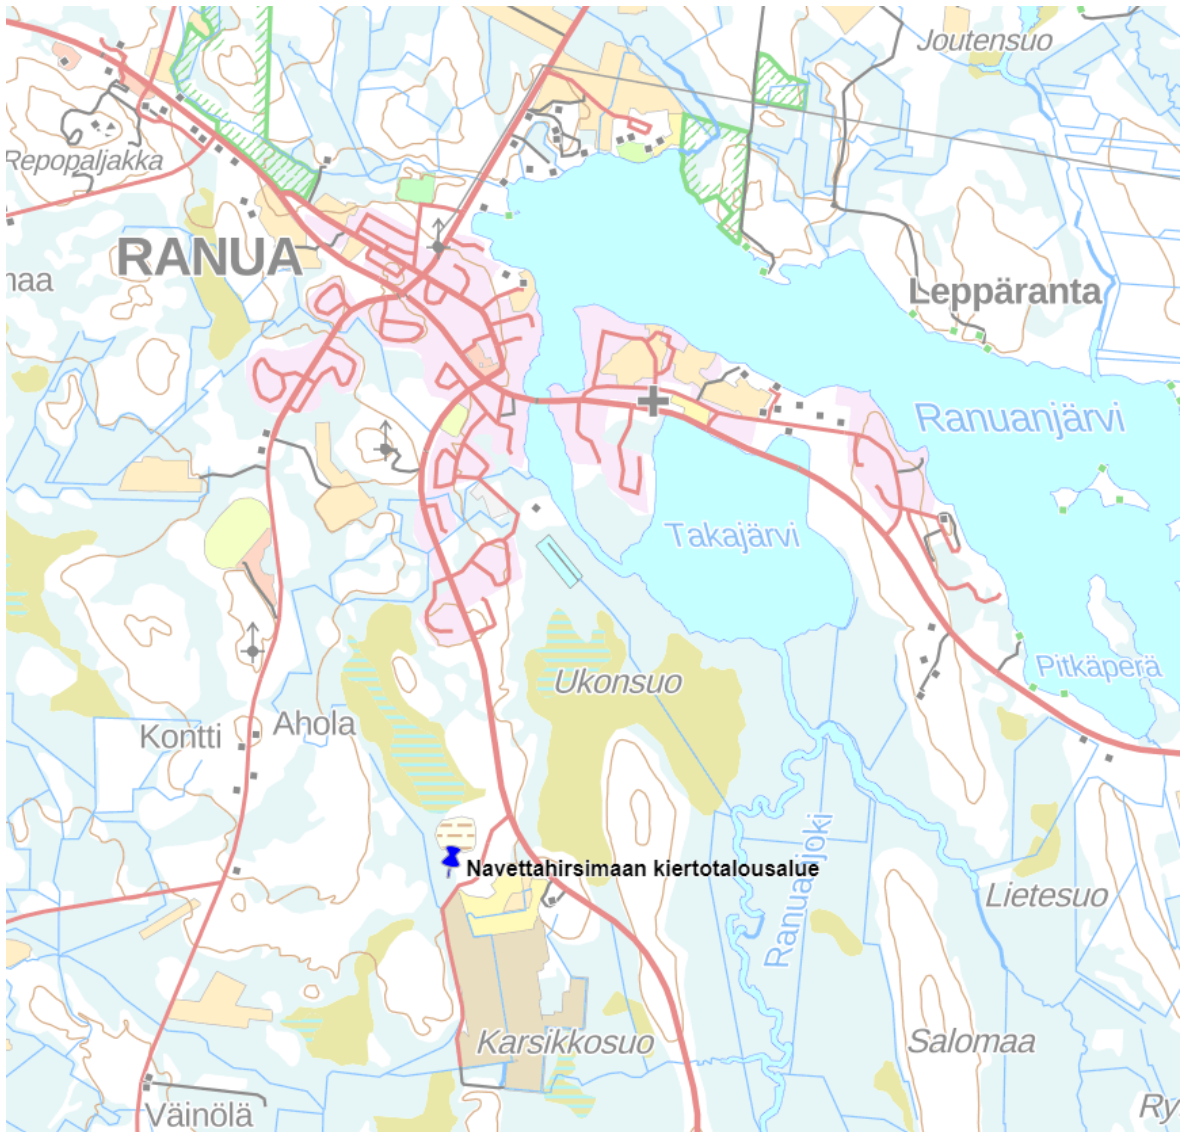 Joutensuo
Repopaljakka
RANUA
naa
Leppäranta
Ranuanjärvi
Takajärvi
Pitkäperä
Ukonsuo
Kontti
Ahola
Navettahirsimaan kiertotalousalue
Ranuanjoki
Lietesuo
Karsikkosuo
Salomaa
Väinölä
Ry